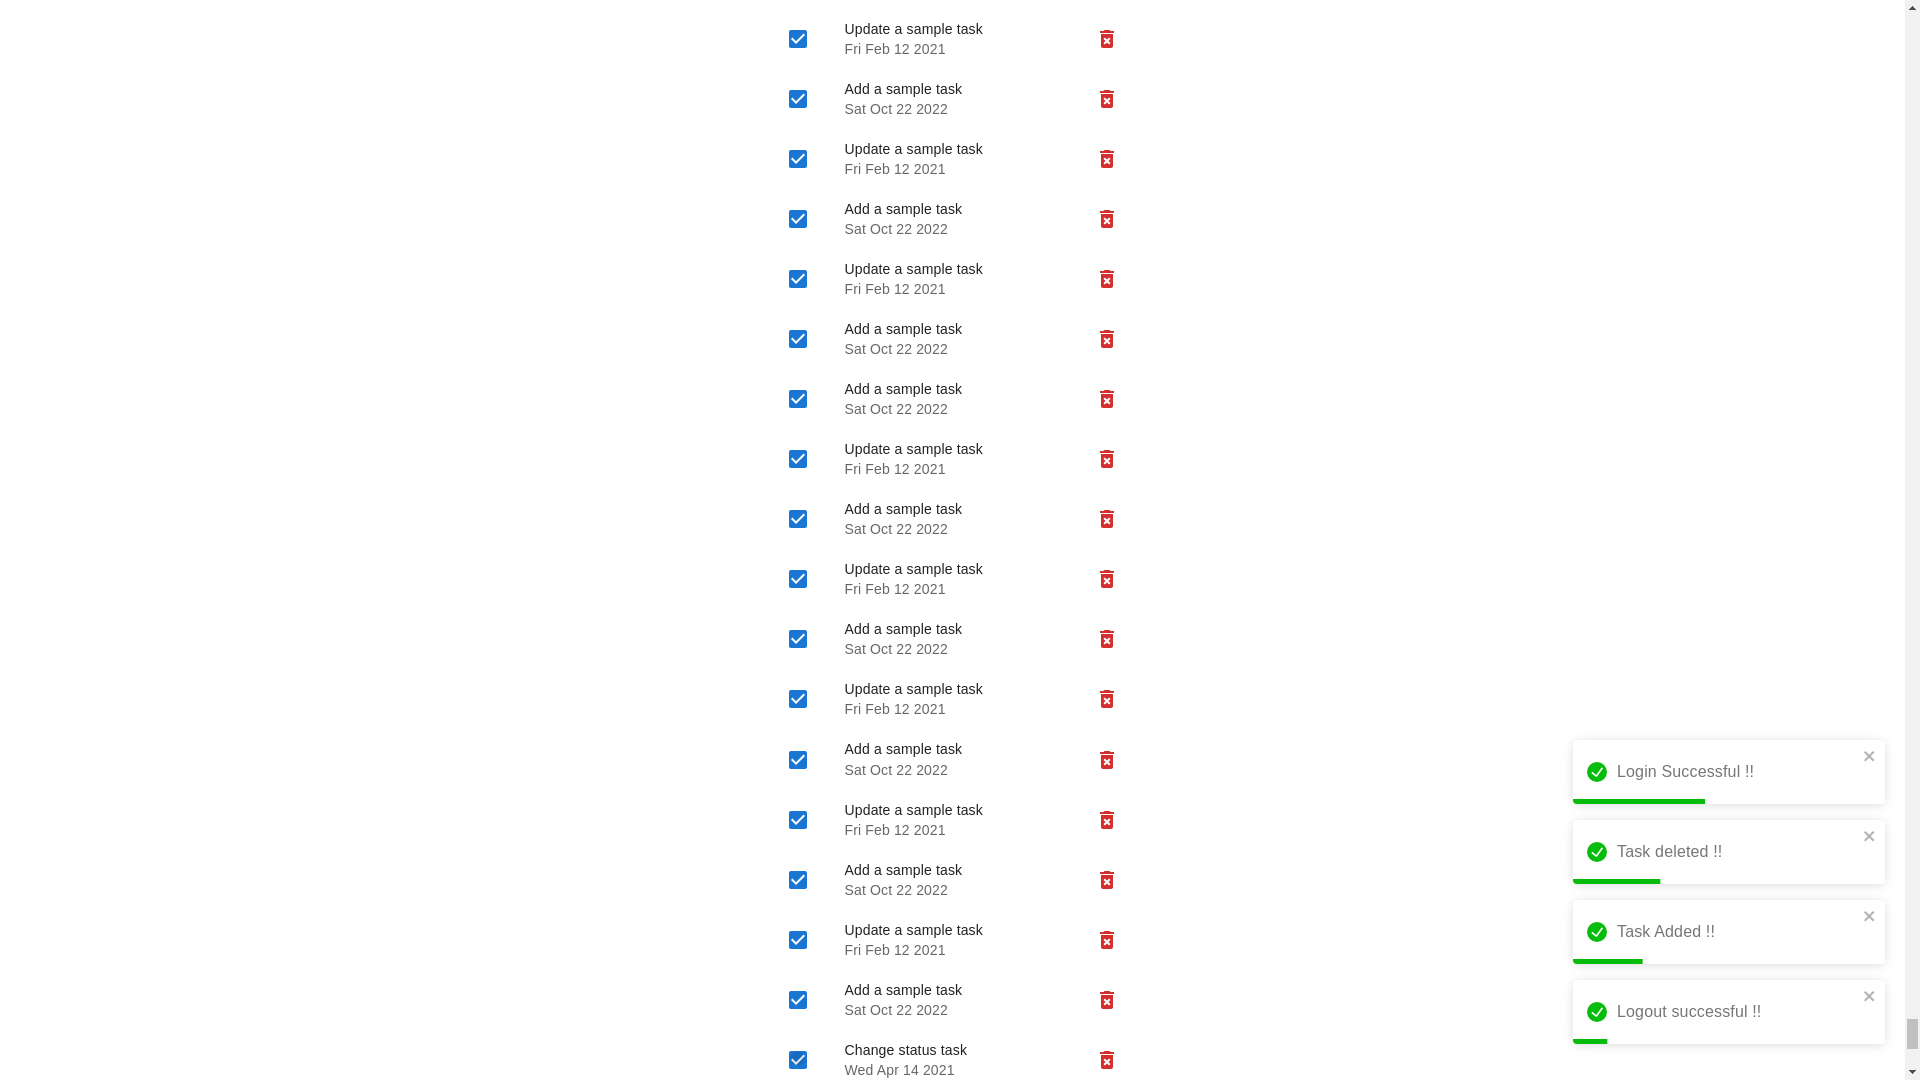 Update a sample task
Fri Feb 12 2021
Add a sample task
Sat Oct 22 2022
Update a sample task
Fri Feb 12 2021
Add a sample task
Sat Oct 22 2022
Update a sample task
Fri Feb 12 2021
Add a sample task
Sat Oct 22 2022
Add a sample task
Sat Oct 22 2022
Update a sample task
Fri Feb 12 2021
Add a sample task
Sat Oct 22 2022
Update a sample task
Fri Feb 12 2021
Add a sample task
Sat Oct 22 2022
Update a sample task
Fri Feb 12 2021
Add a sample task
Sat Oct 22 2022
Update a sample task
Fri Feb 12 2021
Add a sample task
Sat Oct 22 2022
Update a sample task
Fri Feb 12 2021
Add a sample task
Sat Oct 22 2022
Change status task
Wed Apr 14 2021
Login Successful !!
Task deleted !!
Task Added !!
Logout successful !!